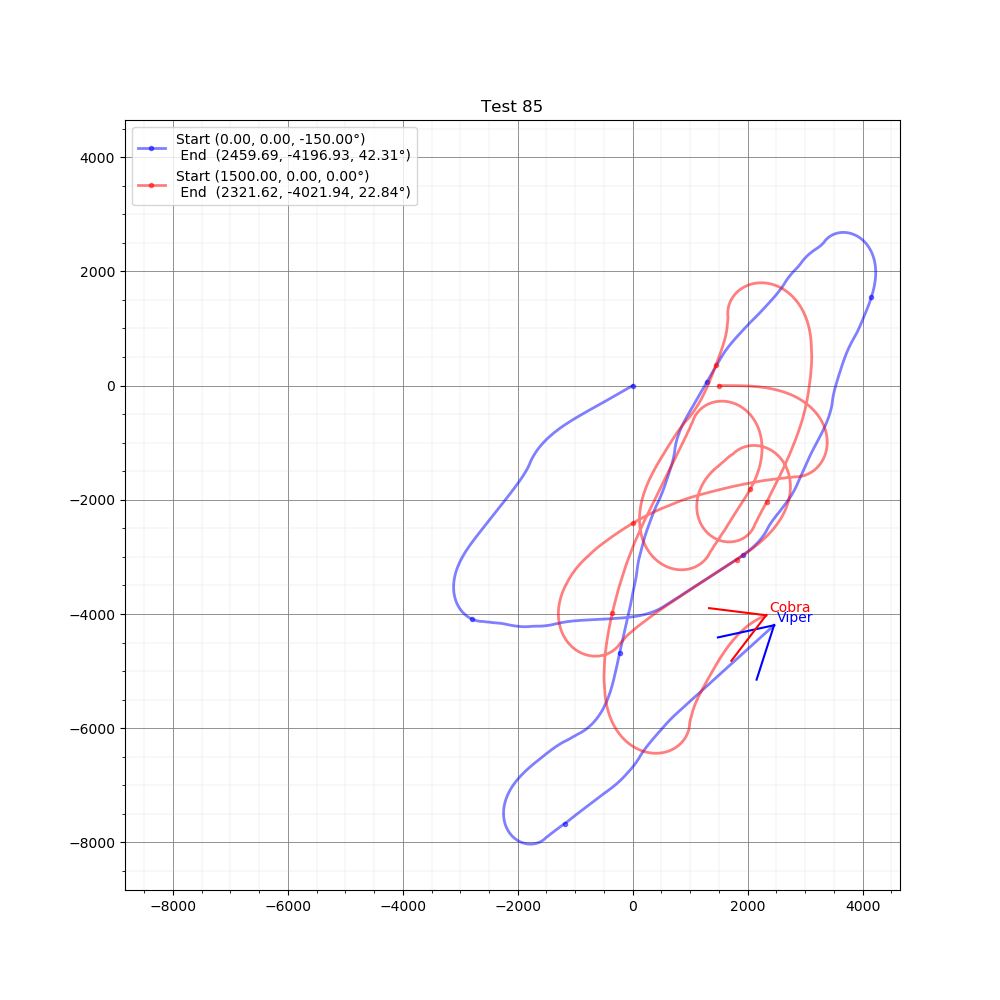 Test 85
Start (0.00, 0.00, -150.00°)
End (2459.69, -4196.93, 42.31°)
Start (1500.00, 0.00, 0.00°)
End (2321.62, -4021.94, 22.84°)
4000
2000
0
−2000
−4000
−6000
−8000
Cobra
Viper
−8000 −6000 −4000 −2000 0 2000 4000